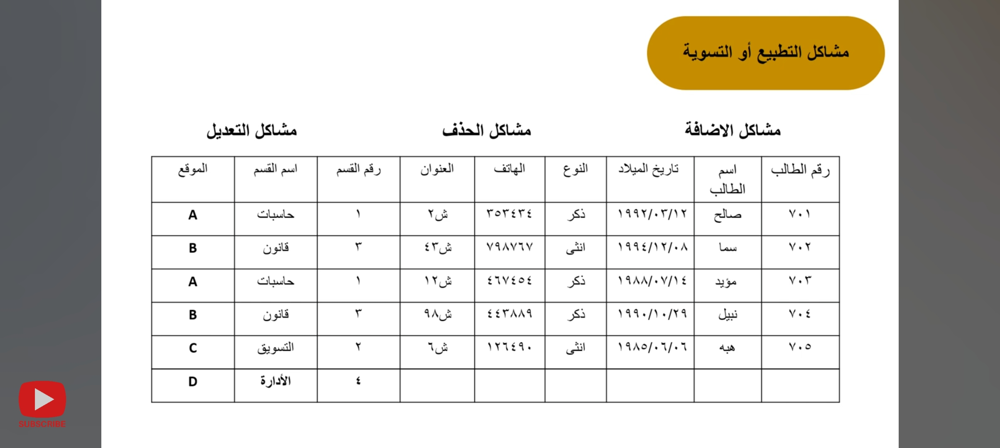 مشاكل التطبيع أو التسوية
مشاكل الاضافة مشاكل الحذف مشاكل التعديل
رقم الطالب اسم الطالب تاريخ الميلاد النوع الهاتف العنوان رقم القسم اسم القسم الموقع
٧٠١ صالح ١٩٩٢/٠٣/١٢ ذكر ٣٥٣٤٣٤ ش٢ ١ حاسبات A
٧٠٢ سما ١٩٩٤/١٢/٠٨ انثى ٧٩٨٧٦٧ ش٤٣ ٣ قانون B
٧٠٣ مؤيد ١٩٨٨/٠٧/١٤ ذكر ٤٦٧٤٥٤ ش١٢ ١ حاسبات A
٧٠٤ نبيل ١٩٩٠/١٠/٢٩ ذكر ٤٤٣٨٨٩ ش٩٨ ٣ قانون B
٧٠٥ هبه ١٩٨٥/٠٦/٠٦ انثى ١٢٦٤٩٠ ش٦ ٢ التسويق C
٤ الأدارة D
SUBSCRIBE